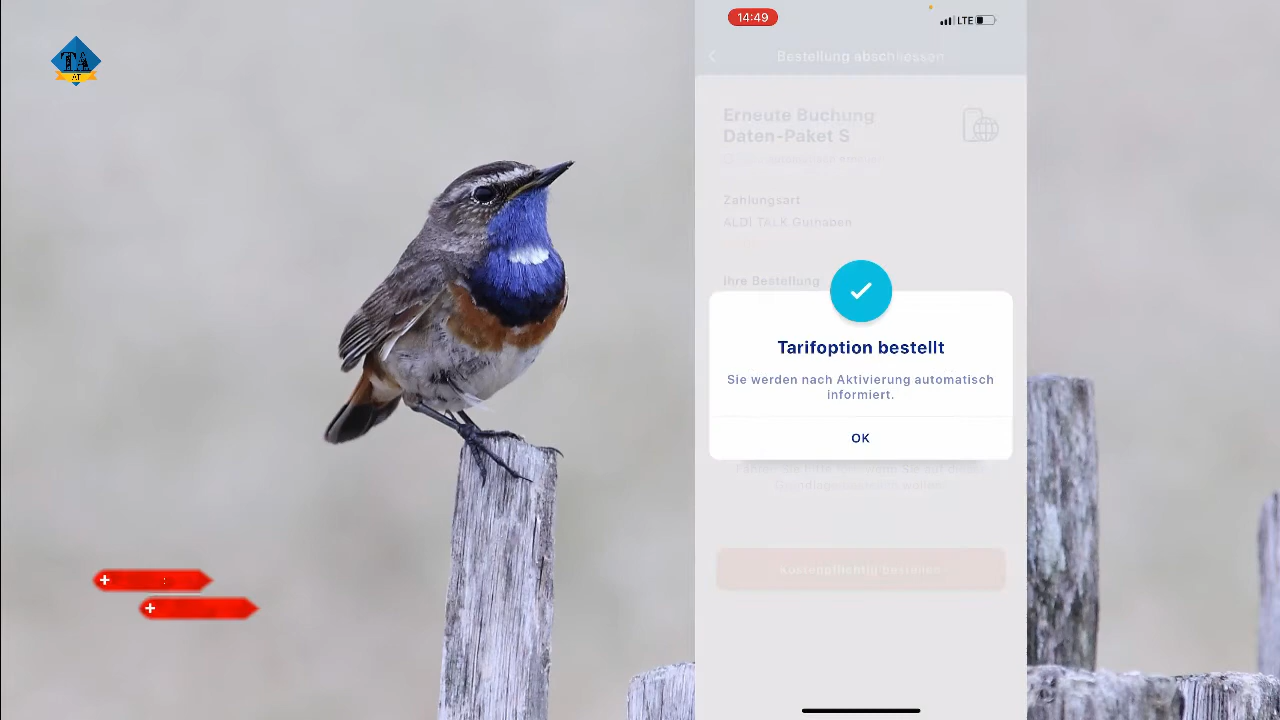 TA
AT
14:49
LTE
Bestellung abschliessen
Erneute Buchung
Daten-Paket S
Zahlungsart
ALDI TALK Guthaben
Ihre Bestellung
Tarifoption bestellt
Sie werden nach Aktivierung automatisch
informiert.
OK
Kostenpflichtig bestellen